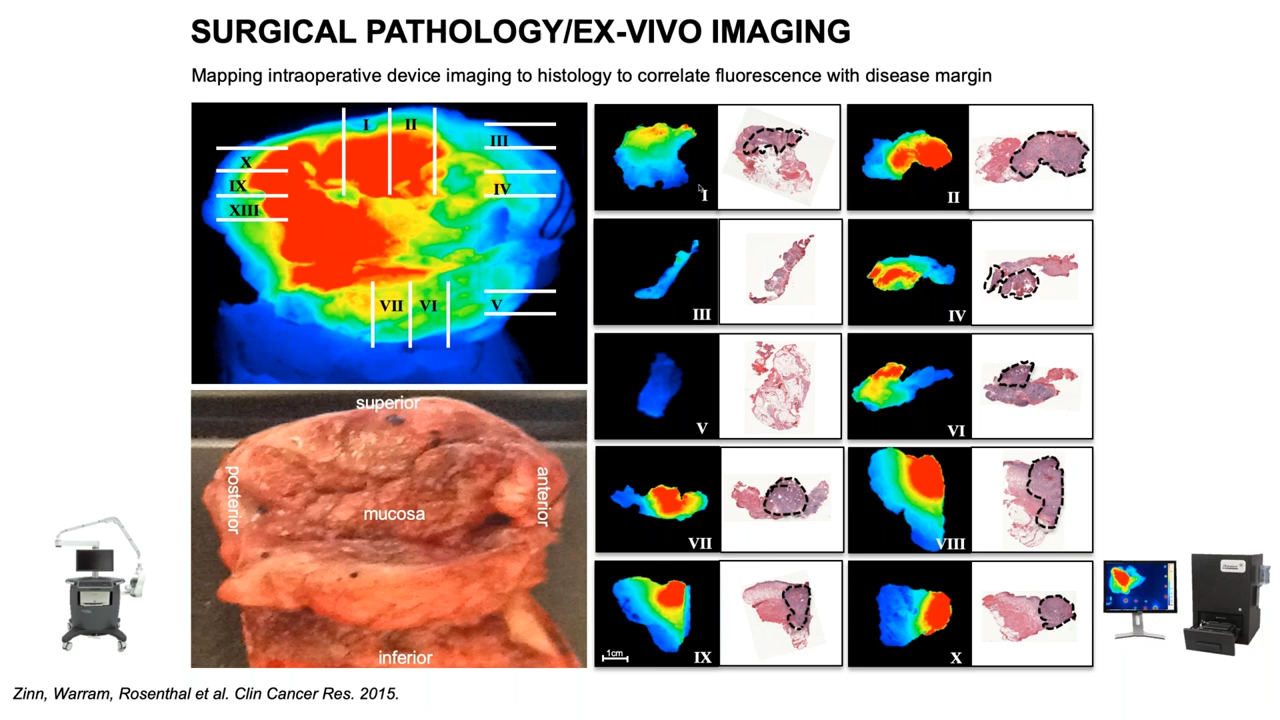 SURGICAL PATHOLOGY/EX-VIVO IMAGING
Mapping intraoperative device imaging to histology to correlate fluorescence with disease margin
I
II
III
X
IX
IV
XIII
VII
VI
V
superior
posterior
mucosa
anterior
inferior
I
II
III
IV
V
VI
VII
VIII
1cm
IX
X
Zinn, Warram, Rosenthal et al. Clin Cancer Res. 2015.